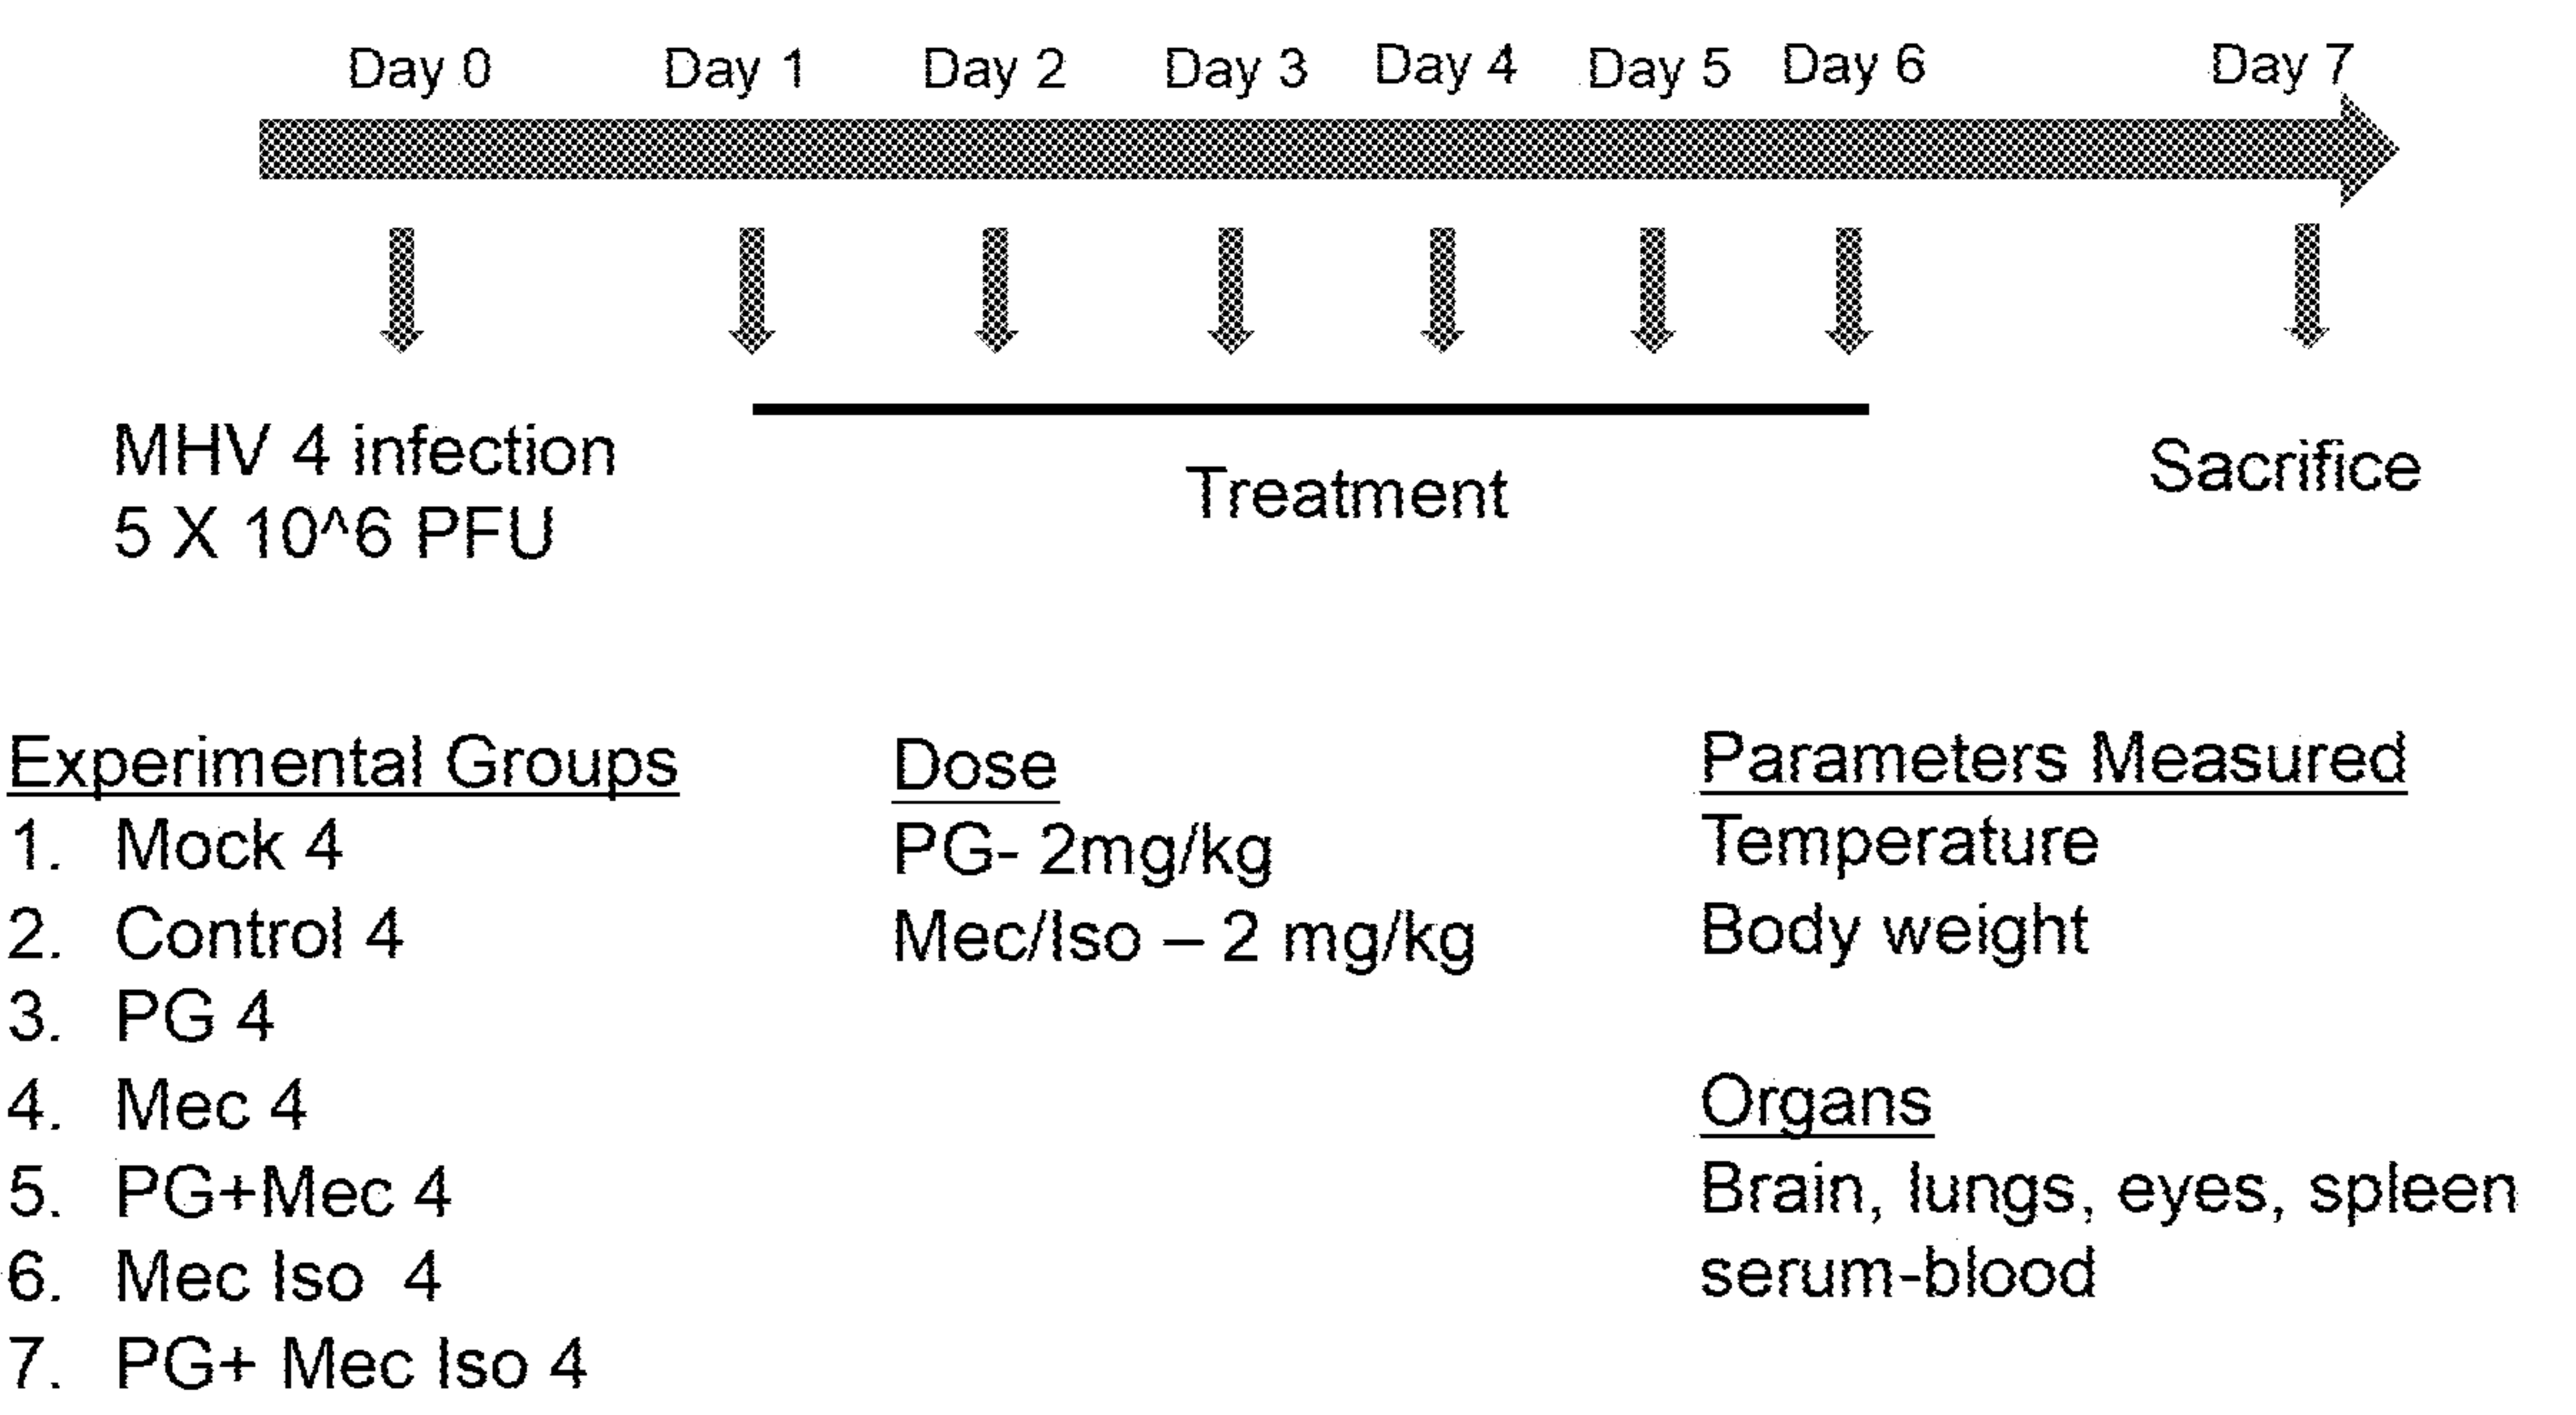 Day 0 Day 1 Day 2 Day 3 Day 4 Day 5 Day 6 Day 7
MHV 4 infection
5 X 10^6 PFU
Treatment
Sacrifice
Experimental Groups
1. Mock 4
2. Control 4
3. PG 4
4. Mec 4
5. PG+Mec 4
6. Mec Iso 4
7. PG+ Mec Iso 4
Dose
PG- 2mg/kg
Mec/Iso – 2 mg/kg
Parameters Measured
Temperature
Body weight
Organs
Brain, lungs, eyes, spleen
serum-blood